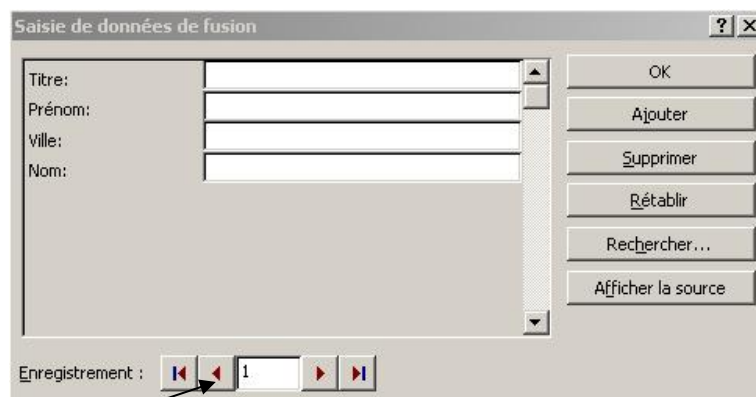 Saisie de données de fusion
Titre:
Prénom:
Ville:
Nom:
OK
Ajouter
Supprimer
Rétablir
Rechercher...
Afficher la source
Enregistrement : 1